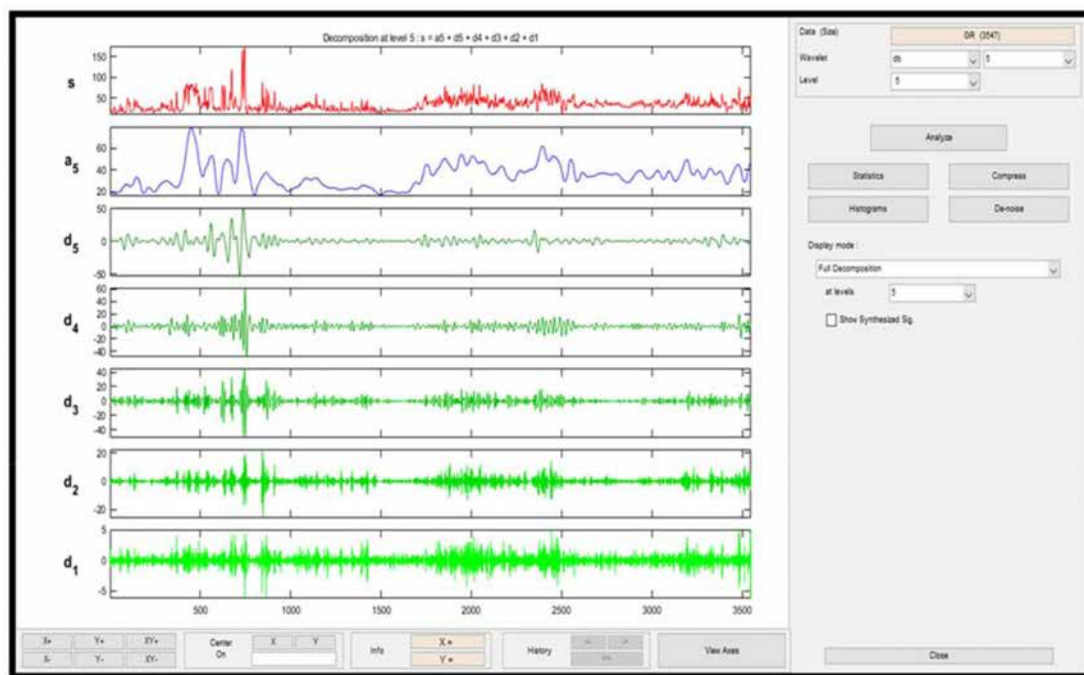 Decomposition at level 5 : s = a5 + d5 + d4 + d3 + d2 + d1
s
150
100
50
a5
60
40
20
d5
50
0
-50
d4
60
40
20
0
-20
-40
d3
40
20
0
-20
-40
d2
20
0
-20
d1
5
0
-5
500 1000 1500 2000 2500 3000 3500
X+ Y+ XY+
X- Y- XY-
Center
On
X Y
Info
X =
Y =
History
View Axes
Data (Size) GR (3547)
Wavelet db 5
Level 5
Analyze
Statistics Compress
Histograms De-noise
Display mode :
Full Decomposition
at levels 5
Show Synthesized Sig.
Close